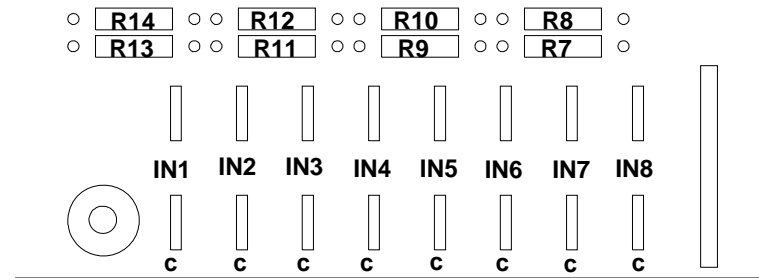 R14 R12 R10 R8
R13 R11 R9 R7
IN1 IN2 IN3 IN4 IN5 IN6 IN7 IN8
c c c c c c c c